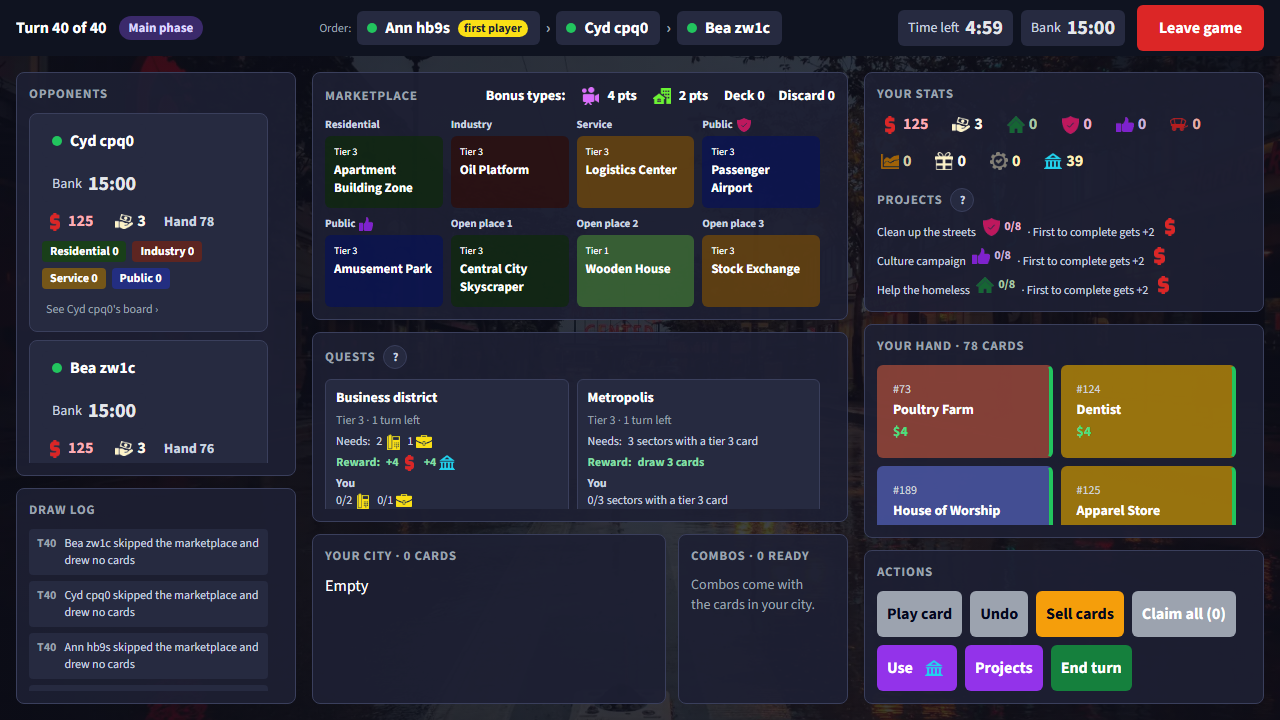 Turn 40 of 40 Main phase Order: Ann hb9s first player › Cyd cpq0 › Bea zw1c Time left 4:59 Bank 15:00 Leave game
OPPONENTS
Cyd cpq0
Bank 15:00
125 3 Hand 78
Residential 0 Industry 0
Service 0 Public 0
See Cyd cpq0's board ›
Bea zw1c
Bank 15:00
125 3 Hand 76
DRAW LOG
T40 Bea zw1c skipped the marketplace and
drew no cards
T40 Cyd cpq0 skipped the marketplace and
drew no cards
T40 Ann hb9s skipped the marketplace and
drew no cards
MARKETPLACE Bonus types: 4 pts 2 pts Deck 0 Discard 0
Residential Industry Service Public
Tier 3 Tier 3 Tier 3 Tier 3
Apartment Oil Platform Logistics Center Passenger
Building Zone Airport
Public Open place 1 Open place 2 Open place 3
Tier 3 Tier 3 Tier 1 Tier 3
Amusement Park Central City Wooden House Stock Exchange
Skyscraper
QUESTS ?
Business district
Tier 3 · 1 turn left
Needs: 2 1
Reward: +4 +4
You
0/2 0/1
Metropolis
Tier 3 · 1 turn left
Needs: 3 sectors with a tier 3 card
Reward: draw 3 cards
You
0/3 sectors with a tier 3 card
YOUR CITY · 0 CARDS
Empty
COMBOS · 0 READY
Combos come with
the cards in your city.
YOUR STATS
125 3 0 0 0 0
0 0 0 39
PROJECTS ?
Clean up the streets 0/8 · First to complete gets +2
Culture campaign 0/8 · First to complete gets +2
Help the homeless 0/8 · First to complete gets +2
YOUR HAND · 78 CARDS
#73
Poultry Farm
$4
#124
Dentist
$4
#189
House of Worship
#125
Apparel Store
ACTIONS
Play card Undo Sell cards Claim all (0)
Use Projects End turn